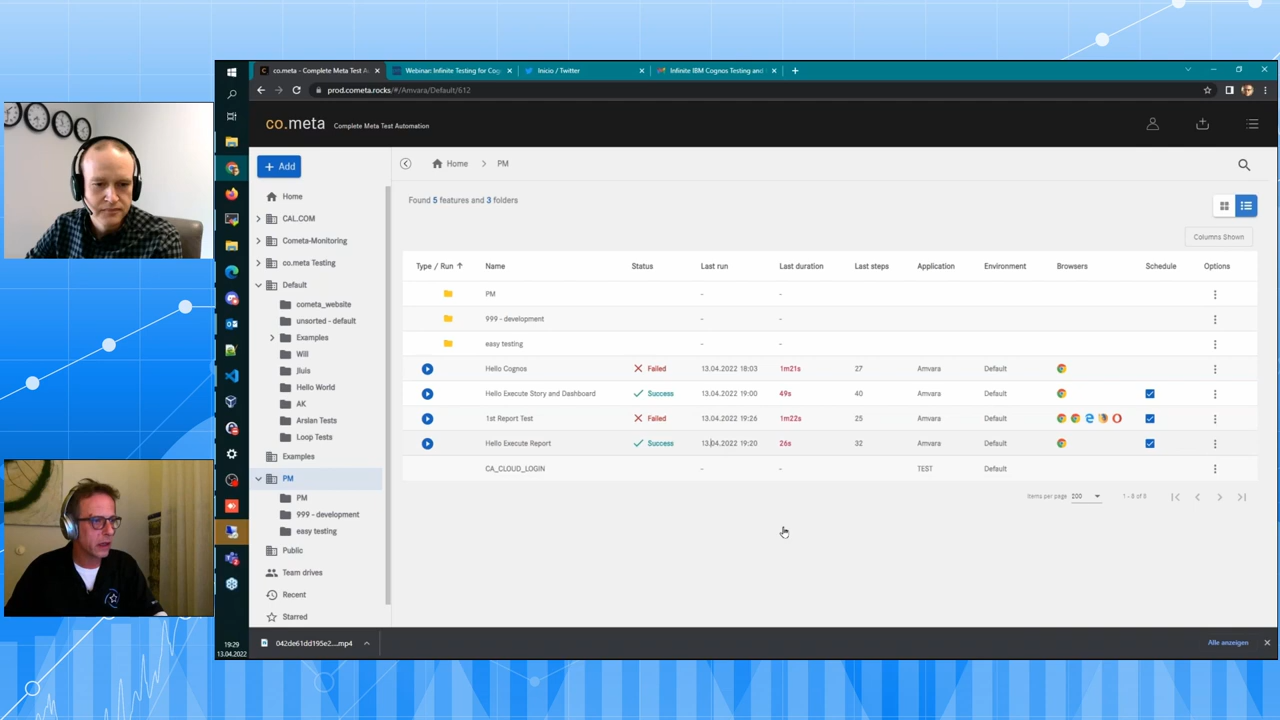 co.meta - Complete Meta Test A
Webinar: Infinite Testing for Cog
Inicio / Twitter
Infinite IBM Cognos Testing and
prod.cometa.rocks/#/Amvara/Default/612
co.meta Complete Meta Test Automation
+ Add
Home > PM
Home
CAL.COM
Cometa-Monitoring
co.meta Testing
Default
cometa_website
unsorted - default
Examples
Will
Jluis
Hello World
AK
Arslan Tests
Loop Tests
Examples
PM
PM
999 - development
easy testing
Public
Team drives
Recent
Starred
Found 5 features and 3 folders
Columns Shown
Type / Run Name Status Last run Last duration Last steps Application Environment Browsers Schedule Options
PM - -
999 - development - -
easy testing - -
Hello Cognos Failed 13.04.2022 18:03 1m21s 27 Amvara Default
Hello Execute Story and Dashboard Success 13.04.2022 19:00 49s 40 Amvara Default
1st Report Test Failed 13.04.2022 19:26 1m22s 25 Amvara Default
Hello Execute Report Success 13.04.2022 19:20 26s 32 Amvara Default
CA_CLOUD_LOGIN - - TEST Default
Items per page 200 1 - 8 of 8
19:29
13.04.2022
042de61dd195e2....mp4
Alle anzeigen